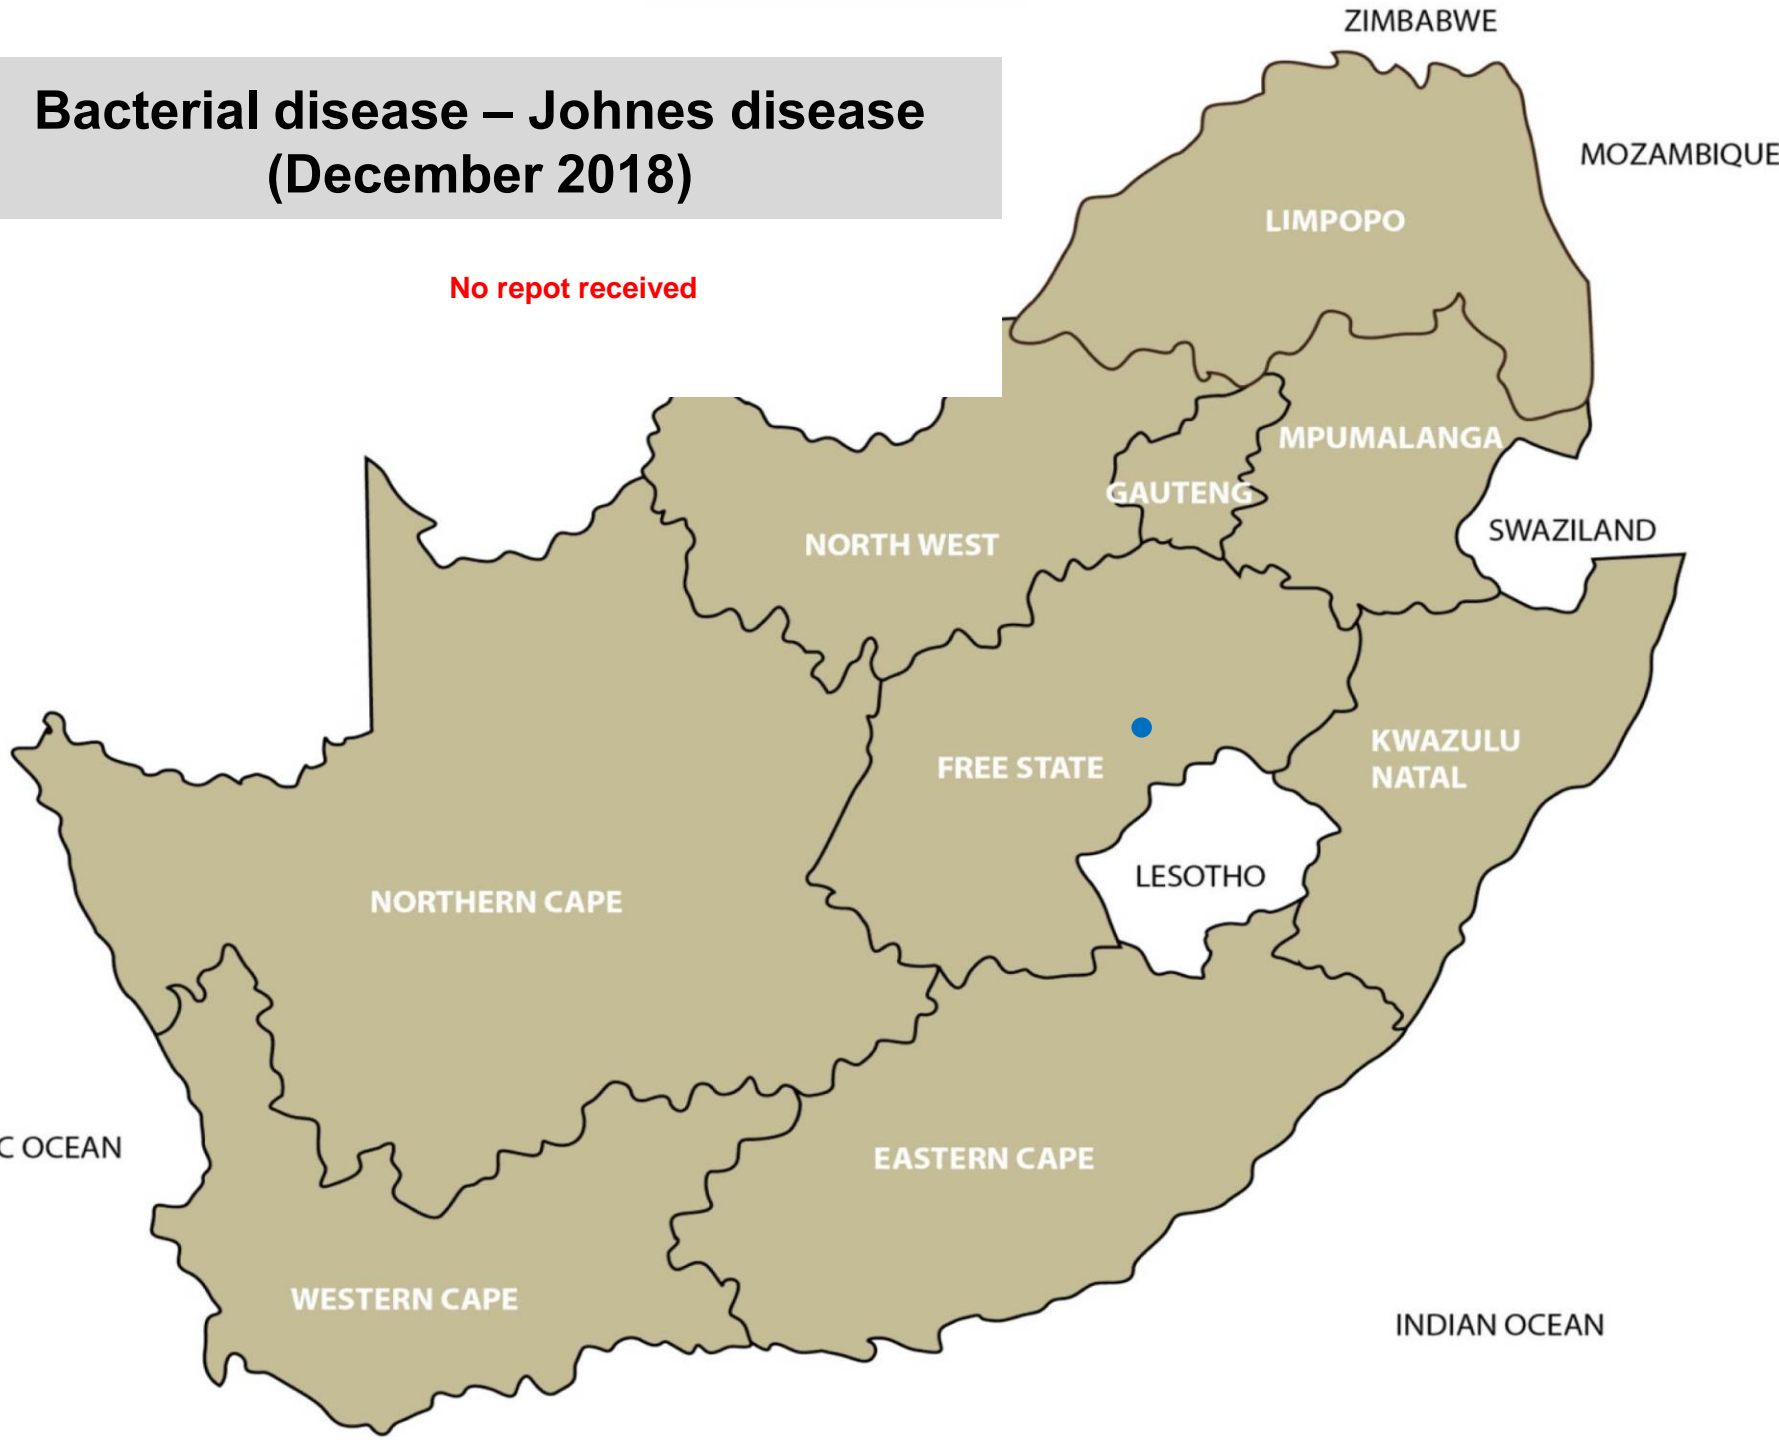 ZIMBABWE
Bacterial disease – Johnes disease
(December 2018)
MOZAMBIQUE
LIMPOPO
No repot received
MPUMALANGA
GAUTENG
SWAZILAND
NORTH WEST
KWAZULU
NATAL
FREE STATE
LESOTHO
NORTHERN CAPE
C OCEAN
EASTERN CAPE
WESTERN CAPE
INDIAN OCEAN